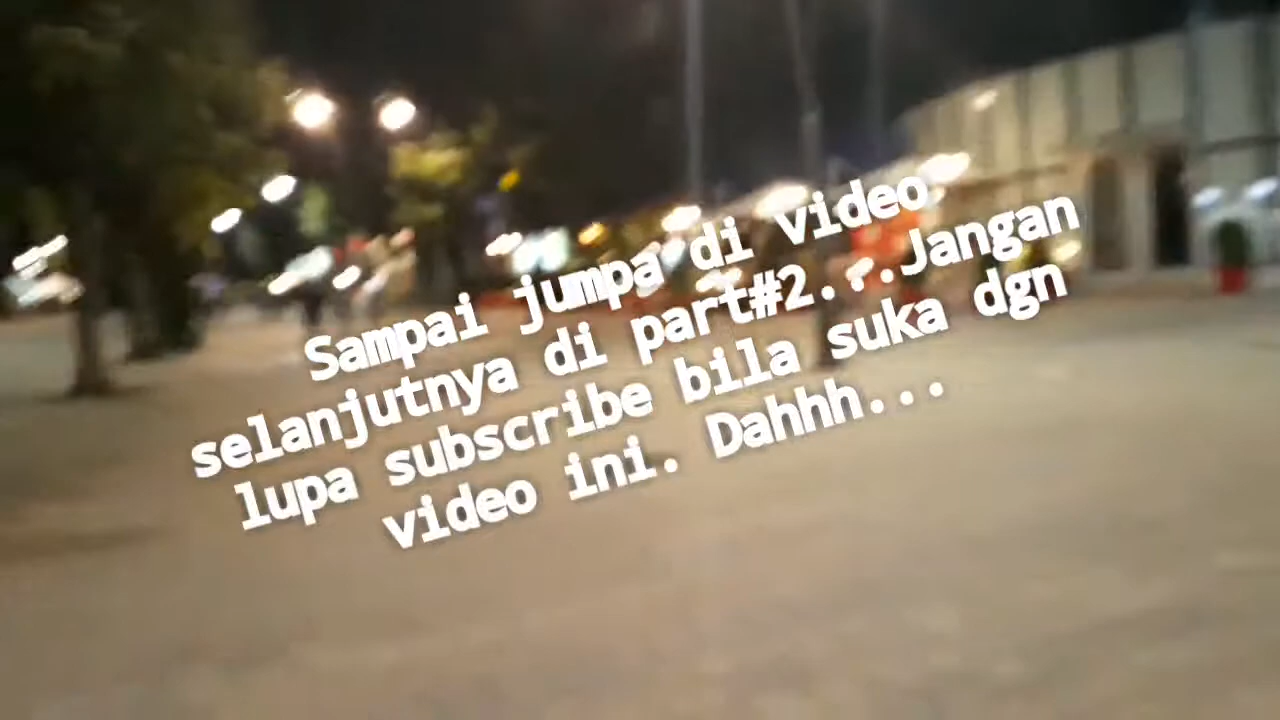 Sampai jumpa di video
selanjutnya di part#2...Jangan
lupa subscribe bila suka dgn
video ini. Dahhh...